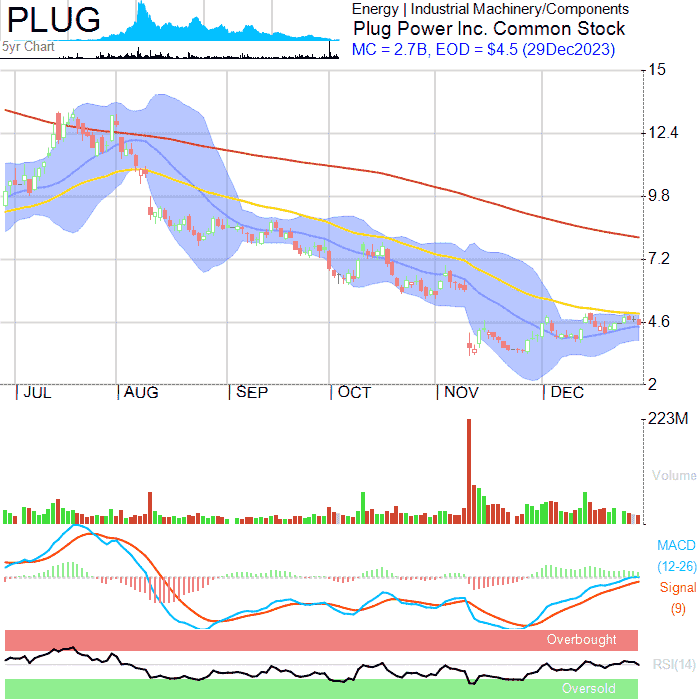 PLUG
5yr Chart
Energy | Industrial Machinery/Components
Plug Power Inc. Common Stock
MC = 2.7B, EOD = $4.5 (29Dec2023)
15
12.4
9.8
7.2
4.6
2
JUL AUG SEP OCT NOV DEC
223M
Volume
MACD
(12-26)
Signal
(9)
Overbought
RSI(14)
Oversold